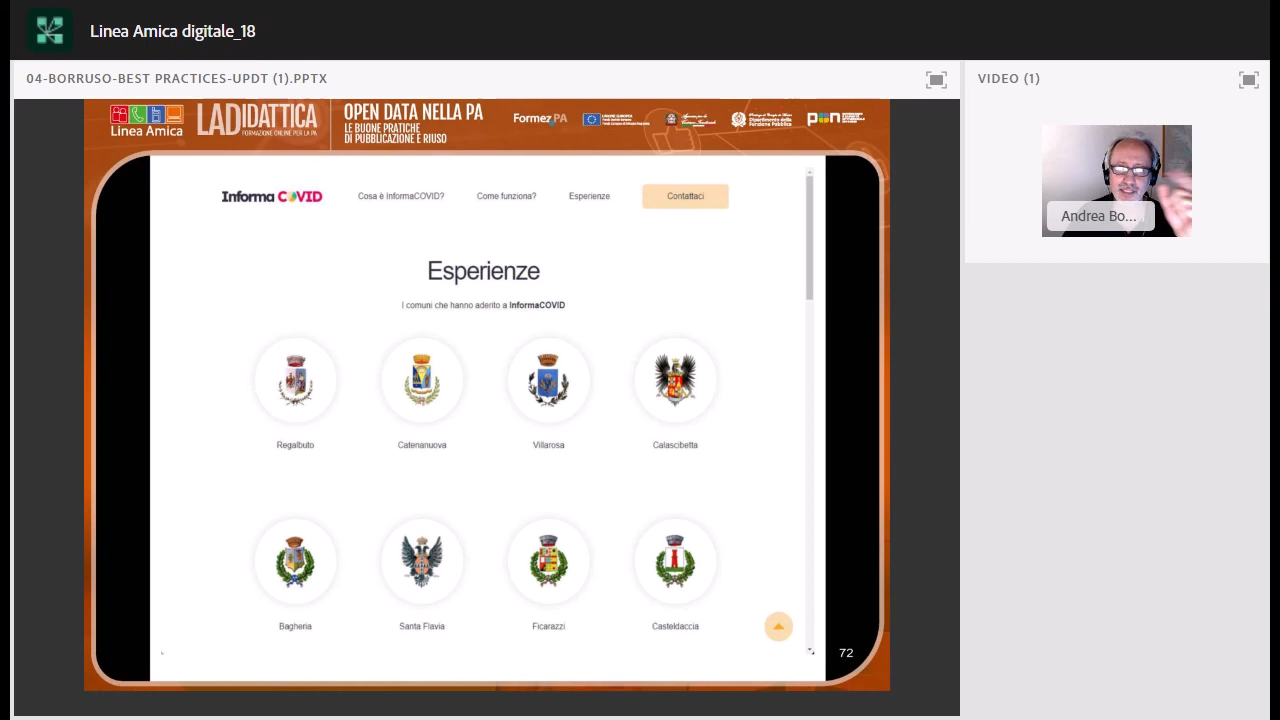 Linea Amica digitale_18
04-BORRUSO-BEST PRACTICES-UPDT (1).PPTX
VIDEO (1)
Linea Amica
LADIDATTICA
FORMAZIONE ONLINE PER LA PA
OPEN DATA NELLA PA
LE BUONE PRATICHE
DI PUBBLICAZIONE E RIUSO
FormezPA
UNIONE EUROPEA
pon
Informa COVID
Cosa è InformaCOVID?
Come funziona?
Esperienze
Contattaci
Andrea Bo...
Esperienze
I comuni che hanno aderito a InformaCOVID
Regalbuto
Catenanuova
Villarosa
Calascibetta
Bagheria
Santa Flavia
Ficarazzi
Casteldaccia
72